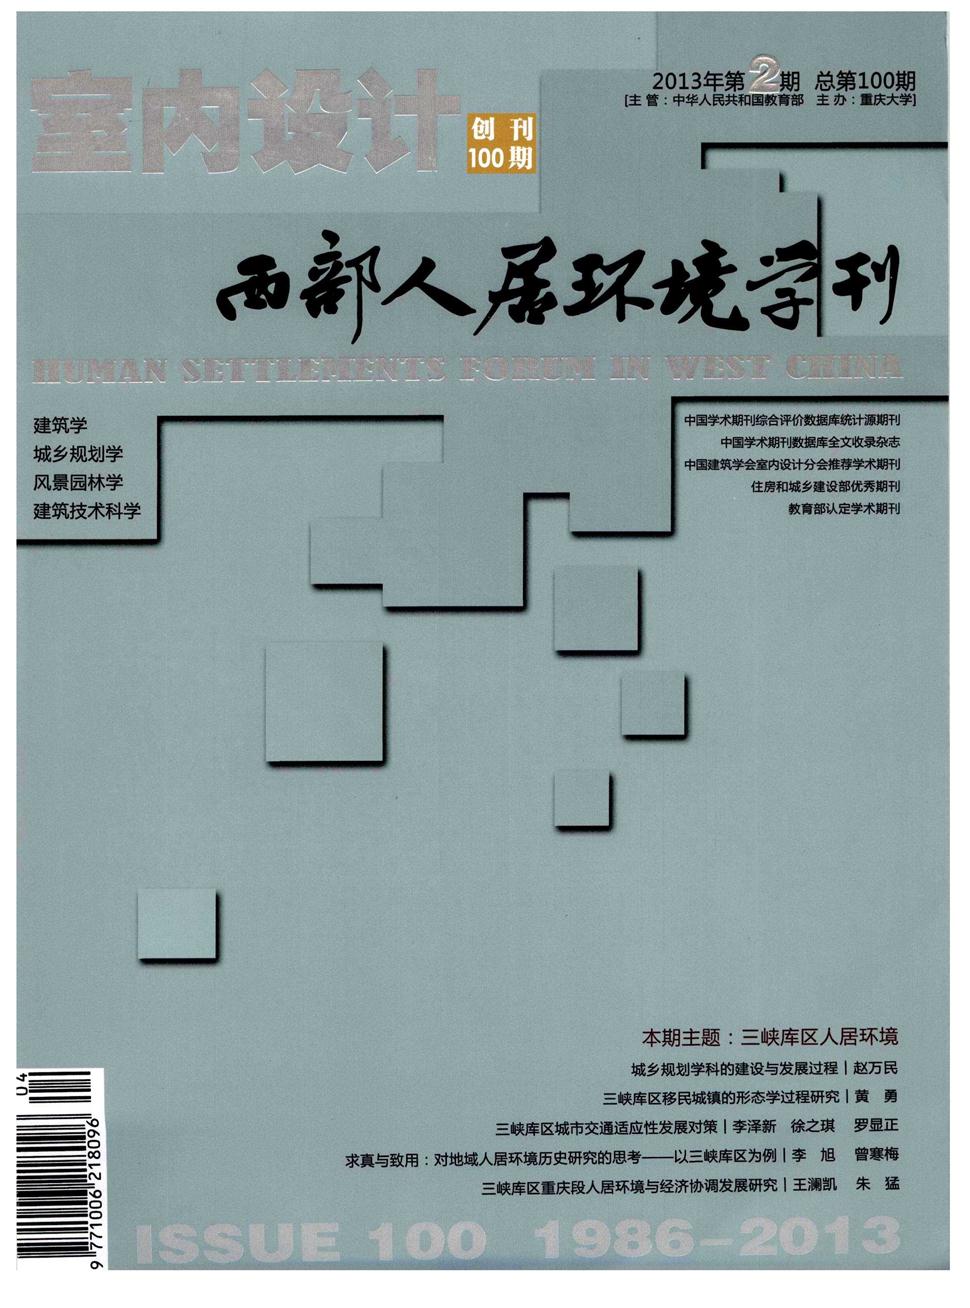 室内设计
创刊
100期
2013年第2期 总第100期
[主 管：中华人民共和国教育部 主 办：重庆大学]
西部人居环境学刊
HUMAN SETTLEMENTS FORUM IN WEST CHINA
建筑学
城乡规划学
风景园林学
建筑技术科学
中国学术期刊综合评价数据库统计源期刊
中国学术期刊数据库全文收录杂志
中国建筑学会室内设计分会推荐学术期刊
住房和城乡建设部优秀期刊
教育部认定学术期刊
本期主题：三峡库区人居环境
城乡规划学科的建设与发展过程|赵万民
三峡库区移民城镇的形态学过程研究|黄 勇
三峡库区城市交通适应性发展对策|李泽新 徐之琪 罗显正
求真与致用：对地域人居环境历史研究的思考——以三峡库区为例|李 旭 曾寒梅
三峡库区重庆段人居环境与经济协调发展研究|王澜凯 朱 猛
04
9 771006 218096
ISSUE 100 1986-2013